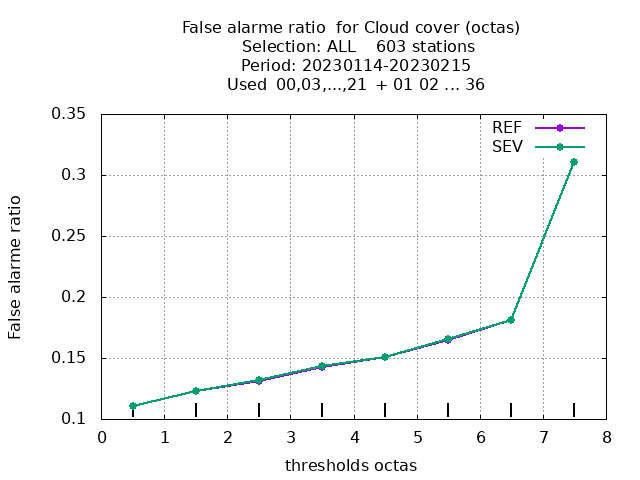 False alarme ratio  for Cloud cover (octas)
Selection: ALL    603 stations
Period: 20230114-20230215
Used  00,03,...,21  + 01 02 ... 36
0.35
0.3
0.25
0.2
0.15
0.1
False alarme ratio
REF
SEV
0 1 2 3 4 5 6 7 8
thresholds octas